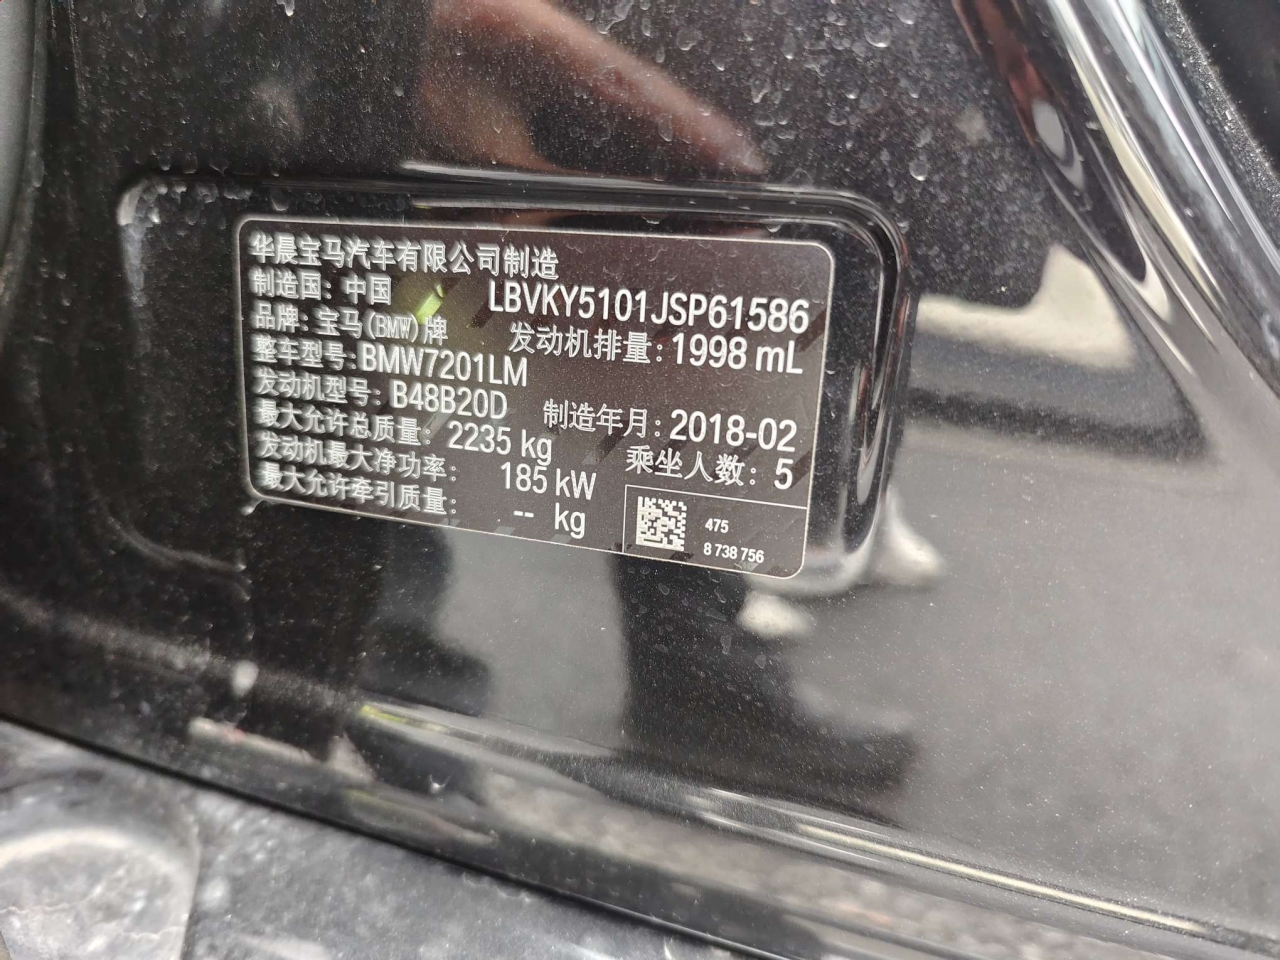 华晨宝马汽车有限公司制造
制造国: 中国 LBVKY5101JSP61586
品牌: 宝马(BMW)牌 发动机排量: 1998 mL
整车型号: BMW7201LM
发动机型号: B48B20D 制造年月: 2018-02
最大允许总质量: 2235 kg 乘坐人数: 5
发动机最大净功率: 185 kW
最大允许牵引质量: -- kg
475
8 738 756